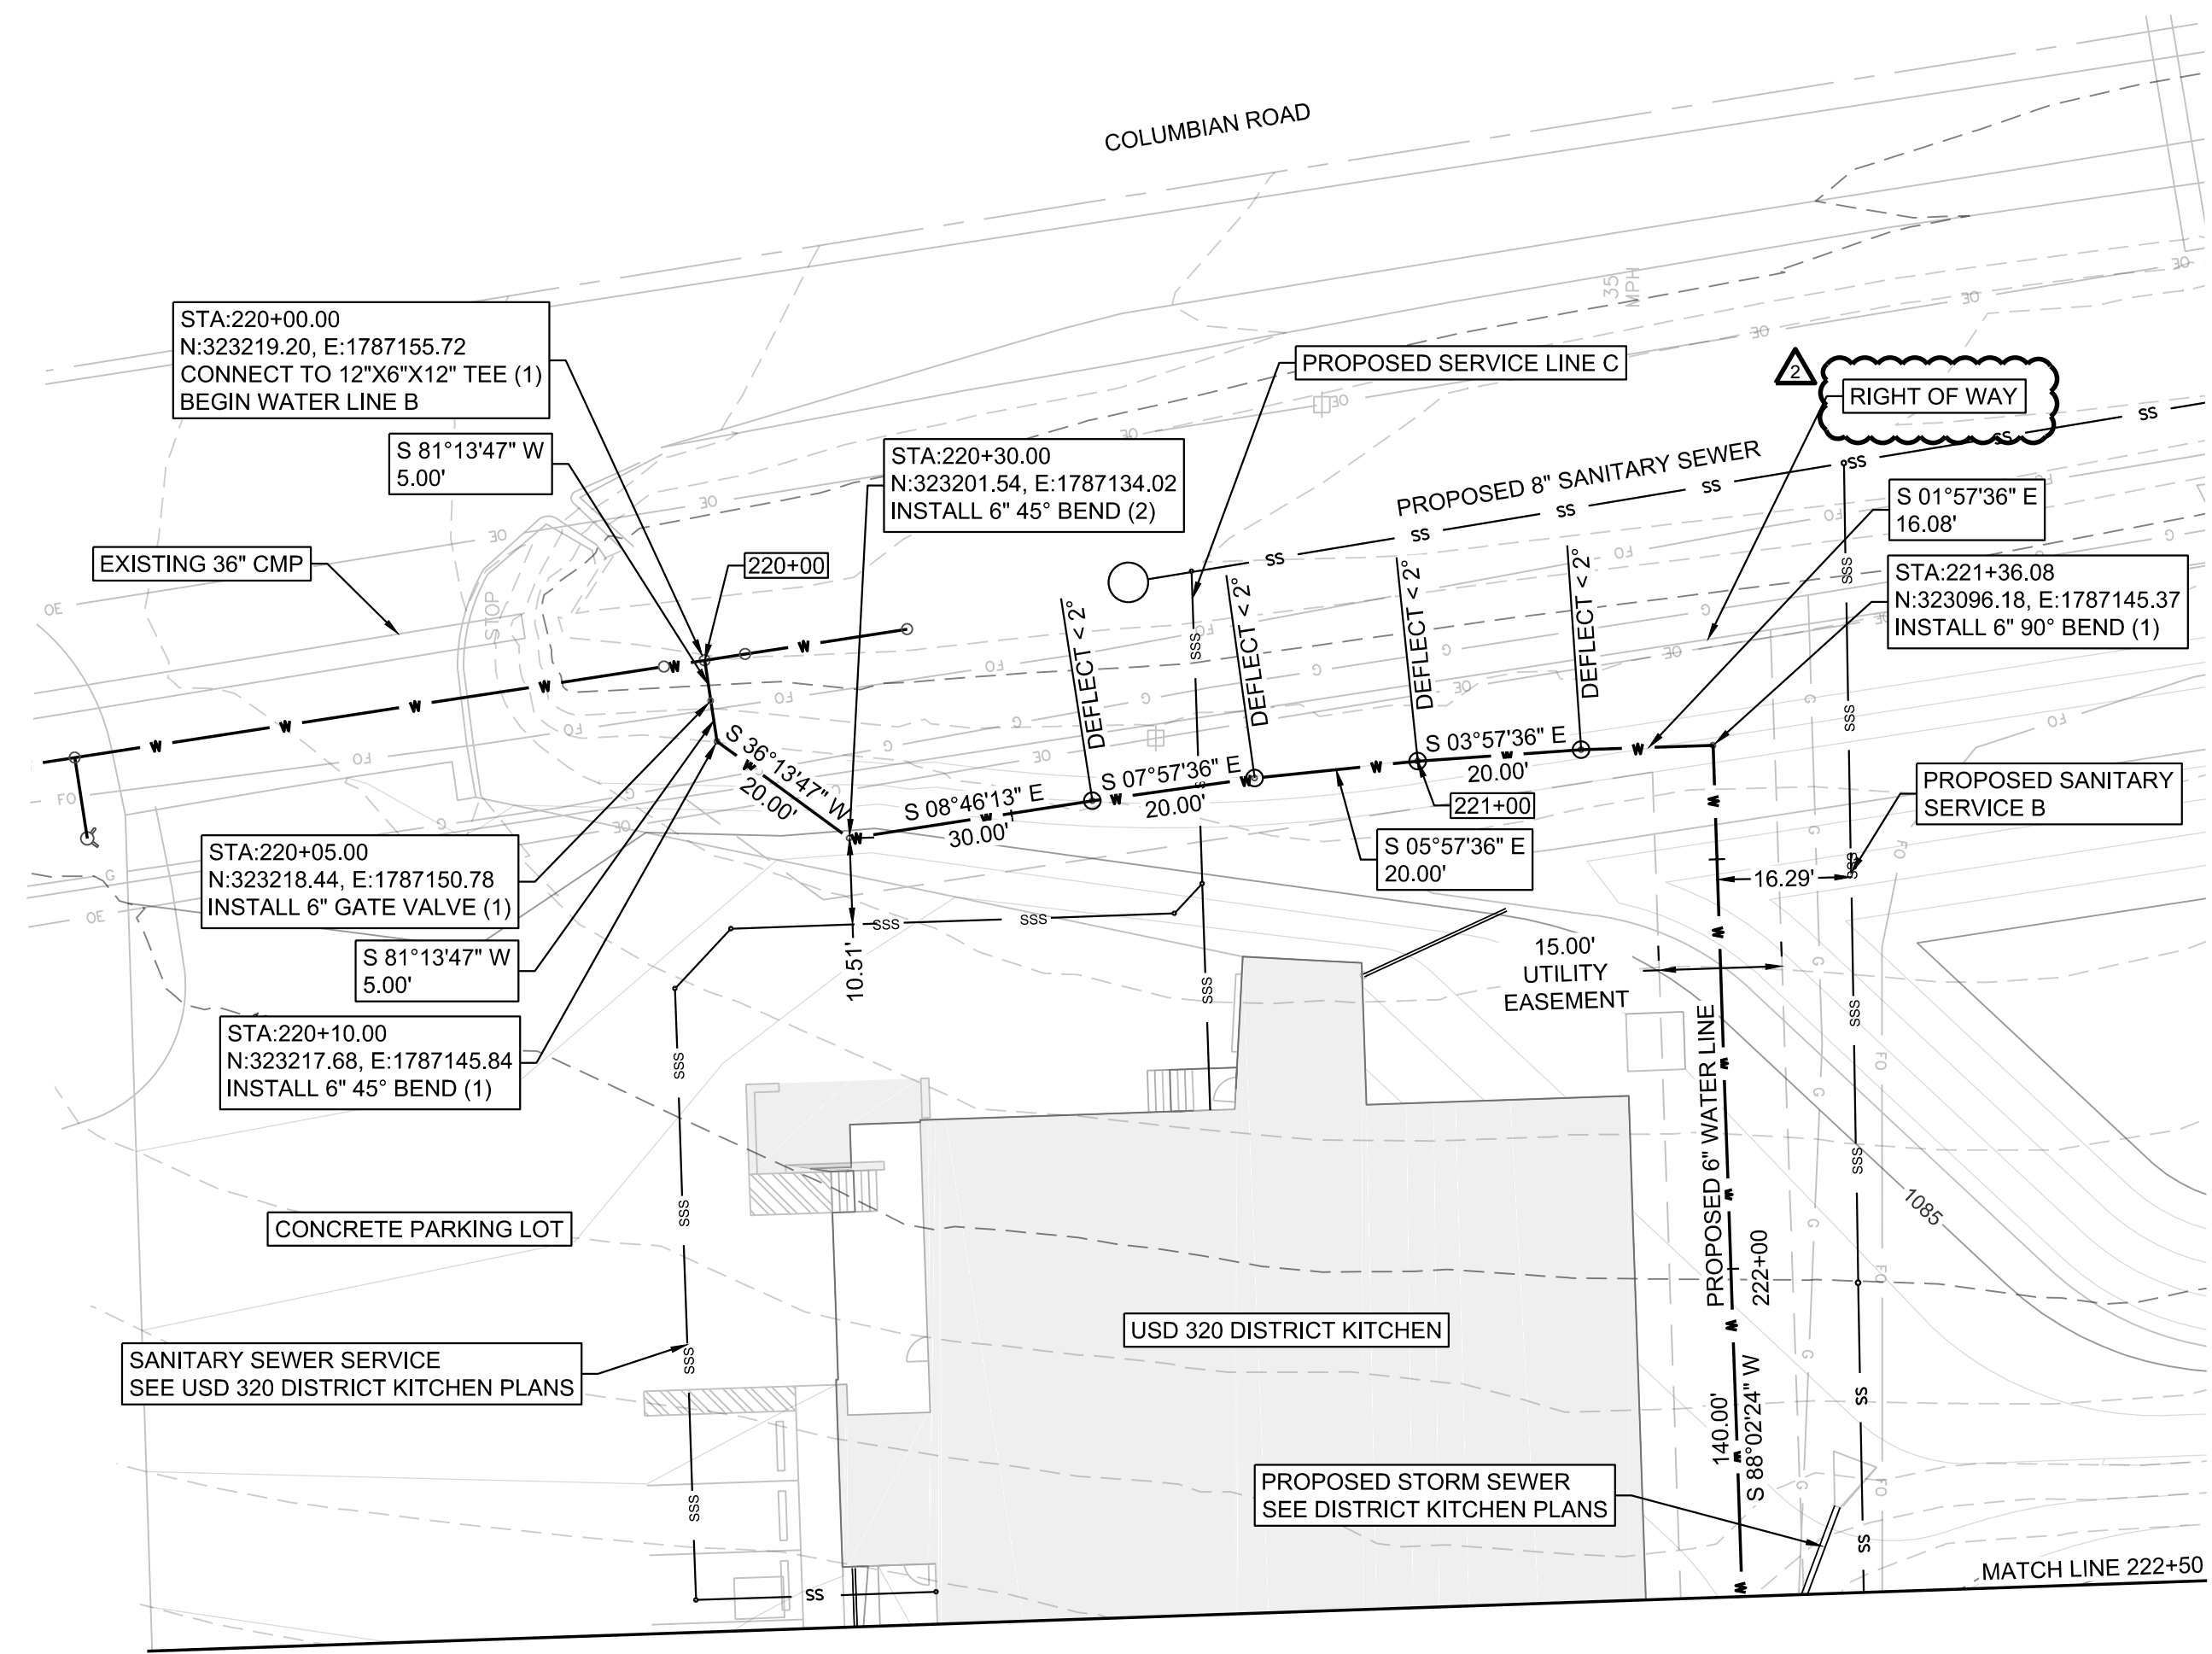 COLUMBIAN ROAD
35
MPH
STA:220+00.00
N:323219.20, E:1787155.72
CONNECT TO 12"X6"X12" TEE (1)
BEGIN WATER LINE B
S 81°13'47" W
5.00'
EXISTING 36" CMP
STOP
220+00
STA:220+30.00
N:323201.54, E:1787134.02
INSTALL 6" 45° BEND (2)
PROPOSED SERVICE LINE C
2
RIGHT OF WAY
PROPOSED 8" SANITARY SEWER
S 01°57'36" E
16.08'
STA:221+36.08
N:323096.18, E:1787145.37
INSTALL 6" 90° BEND (1)
DEFLECT < 2°
DEFLECT < 2°
DEFLECT < 2°
DEFLECT < 2°
S 36°13'47" W
20.00'
S 08°46'13" E
30.00'
S 07°57'36" E
20.00'
S 03°57'36" E
20.00'
221+00
S 05°57'36" E
20.00'
PROPOSED SANITARY
SERVICE B
16.29'
STA:220+05.00
N:323218.44, E:1787150.78
INSTALL 6" GATE VALVE (1)
S 81°13'47" W
5.00'
STA:220+10.00
N:323217.68, E:1787145.84
INSTALL 6" 45° BEND (1)
10.51'
15.00'
UTILITY
EASEMENT
PROPOSED 6" WATER LINE
222+00
1085
CONCRETE PARKING LOT
USD 320 DISTRICT KITCHEN
SANITARY SEWER SERVICE
SEE USD 320 DISTRICT KITCHEN PLANS
140.00'
S 88°02'24" W
PROPOSED STORM SEWER
SEE DISTRICT KITCHEN PLANS
MATCH LINE 222+50